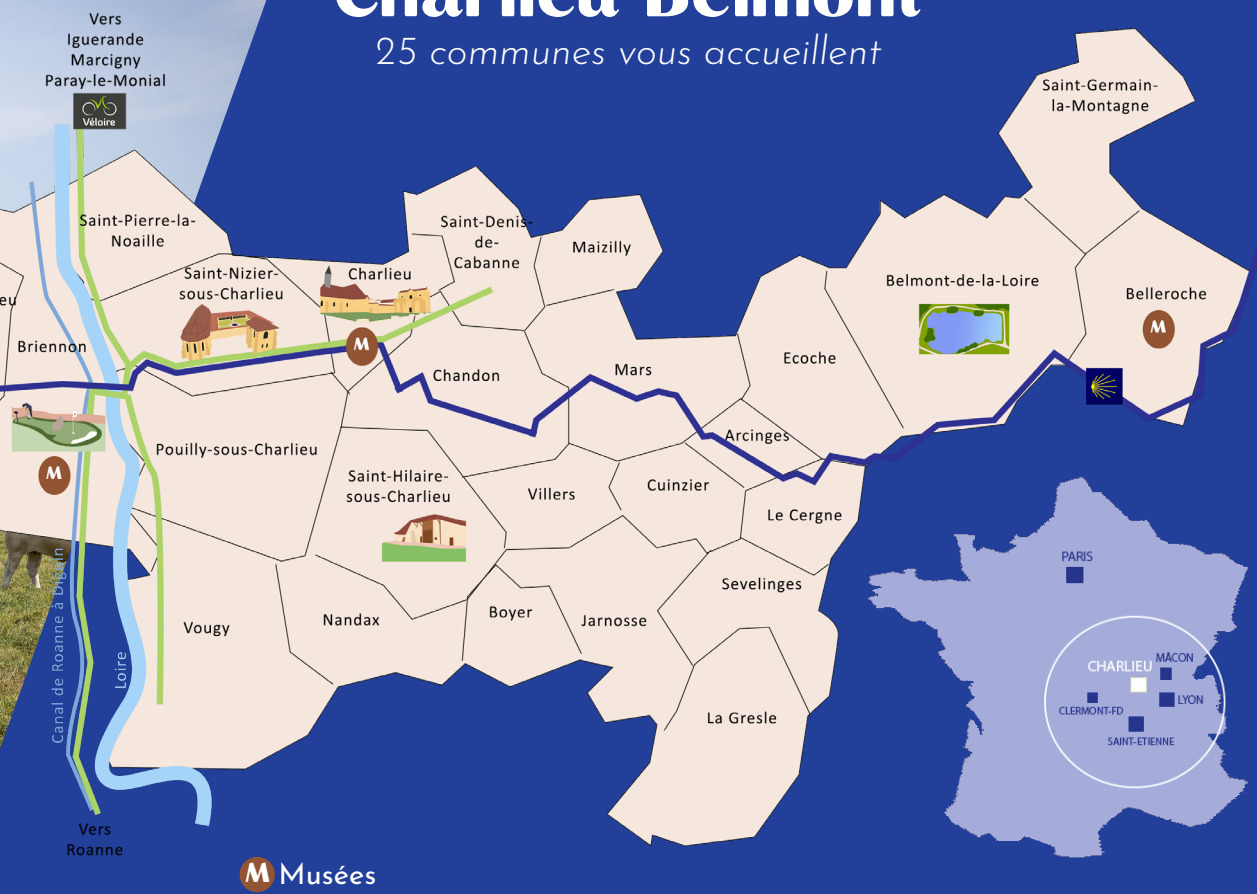 Charlieu Belmont
25 communes vous accueillent
Vers
Iguerande
Marcigny
Paray-le-Monial
Véloire
Saint-Germain-
la-Montagne
Saint-Pierre-la-
Noaille
Saint-Denis-
de-
Cabanne
Maizilly
Saint-Nizier-
sous-Charlieu
Charlieu
Belmont-de-la-Loire
Belleroche
M
eu
Briennon
M
Chandon
Mars
Ecoche
Arcinges
Pouilly-sous-Charlieu
M
Saint-Hilaire-
sous-Charlieu
Villers
Cuinzier
Le Cergne
Sevelinges
Canal de Roanne à Digoin
Loire
Vougy
Nandax
Boyer
Jarnosse
La Gresle
PARIS
CHARLIEU
MÂCON
CLERMONT-FD
LYON
SAINT-ETIENNE
Vers
Roanne
M Musées